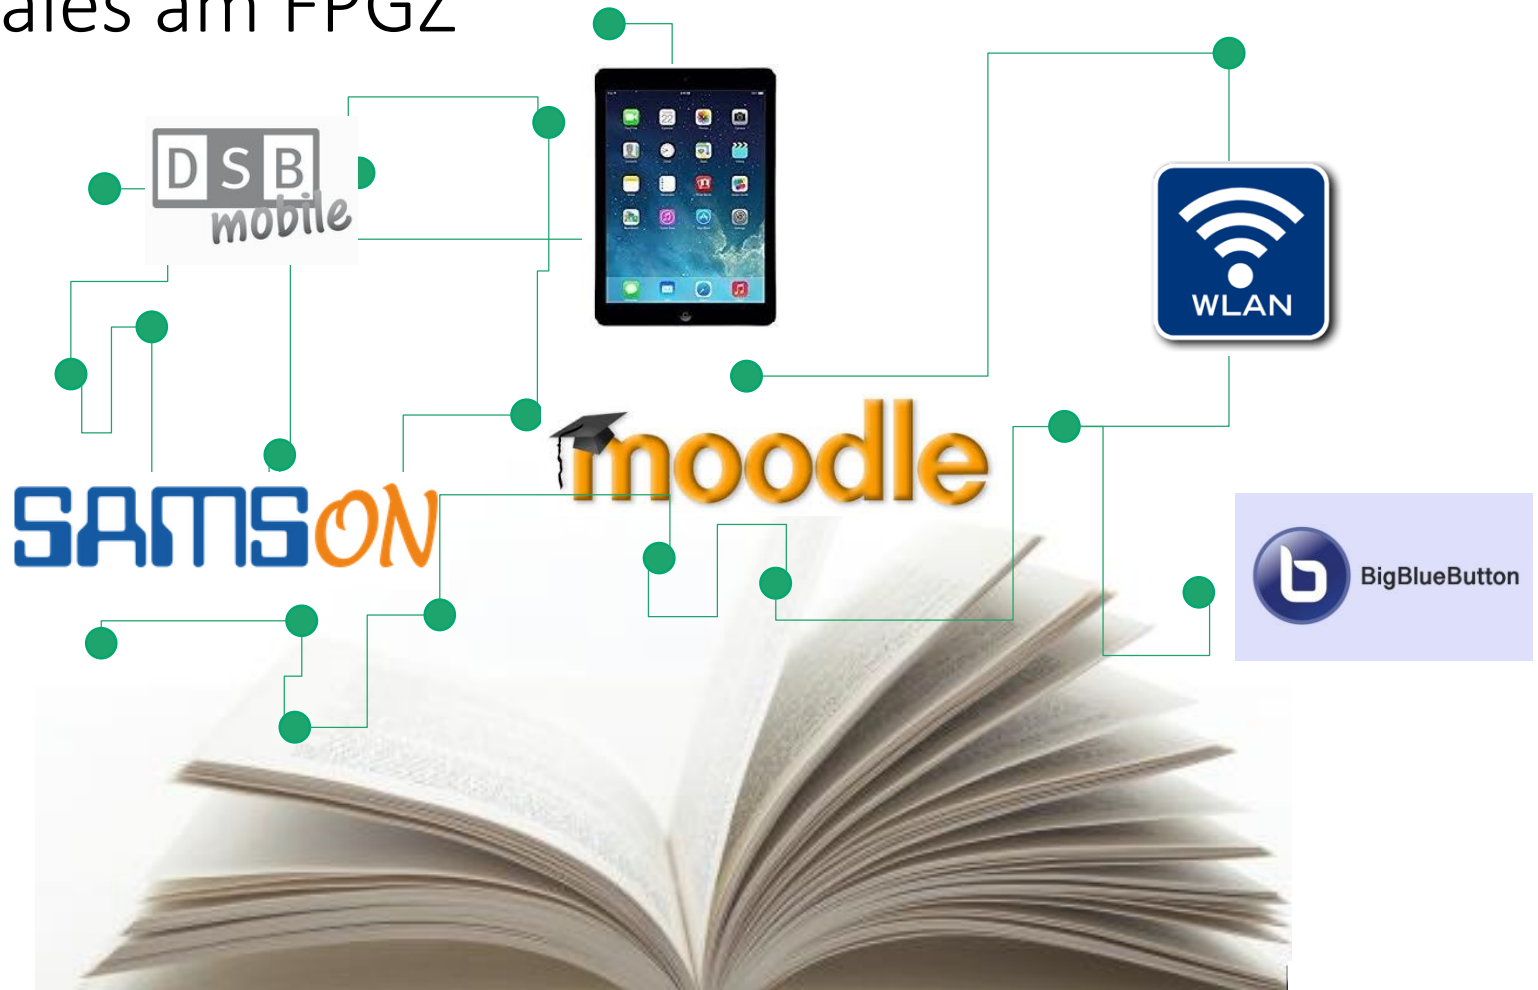 ales am FPGZ
DSB
mobile
WLAN
moodle
SAMSON
BigBlueButton